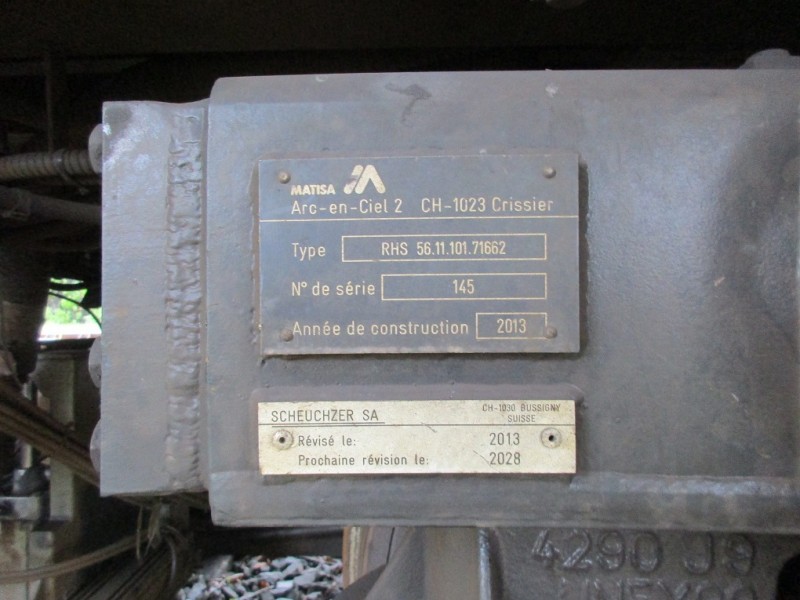 MATISA
Arc-en-Ciel 2 CH-1023 Crissier
Type RHS 56.11.101.71662
N° de série 145
Année de construction 2013
SCHEUCHZER SA CH-1030 BUSSIGNY
SUISSE
Révisé le: 2013
Prochaine révision le: 2028
4290 J9